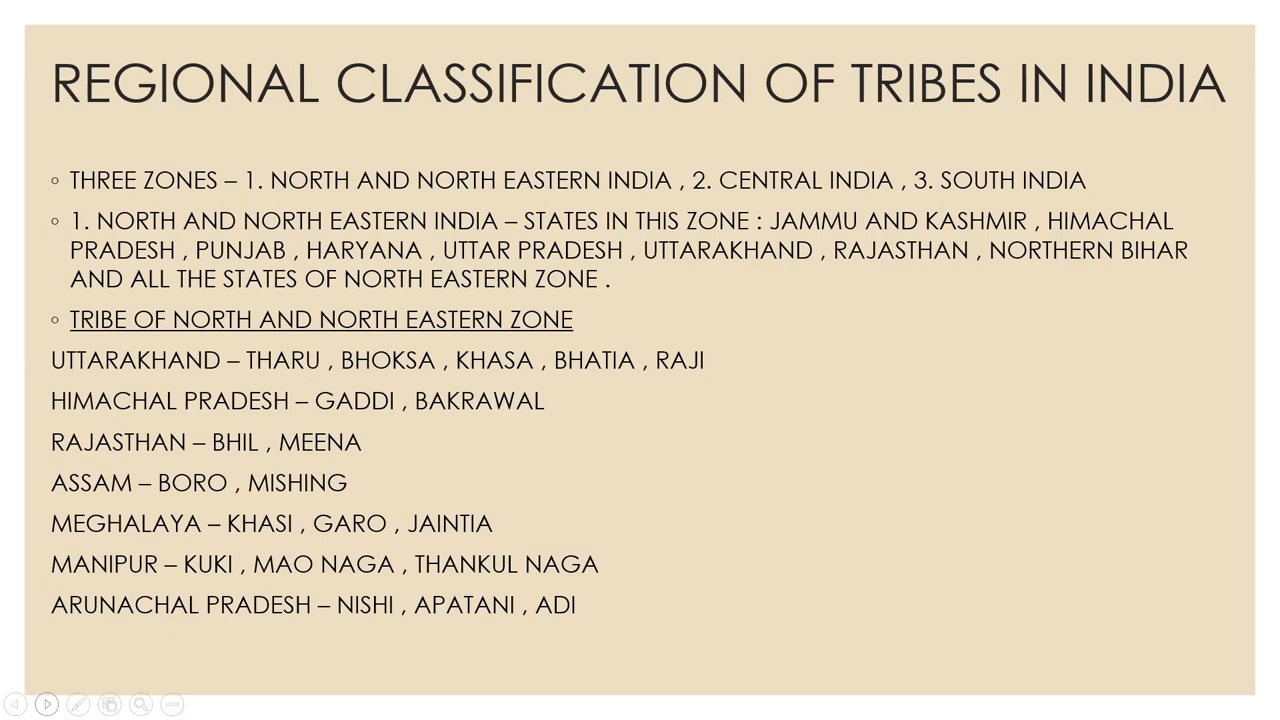 REGIONAL CLASSIFICATION OF TRIBES IN INDIA
◦ THREE ZONES – 1. NORTH AND NORTH EASTERN INDIA , 2. CENTRAL INDIA , 3. SOUTH INDIA
◦ 1. NORTH AND NORTH EASTERN INDIA – STATES IN THIS ZONE : JAMMU AND KASHMIR , HIMACHAL
PRADESH , PUNJAB , HARYANA , UTTAR PRADESH , UTTARAKHAND , RAJASTHAN , NORTHERN BIHAR
AND ALL THE STATES OF NORTH EASTERN ZONE .
◦ TRIBE OF NORTH AND NORTH EASTERN ZONE
UTTARAKHAND – THARU , BHOKSA , KHASA , BHATIA , RAJI
HIMACHAL PRADESH – GADDI , BAKRAWAL
RAJASTHAN – BHIL , MEENA
ASSAM – BORO , MISHING
MEGHALAYA – KHASI , GARO , JAINTIA
MANIPUR – KUKI , MAO NAGA , THANKUL NAGA
ARUNACHAL PRADESH – NISHI , APATANI , ADI